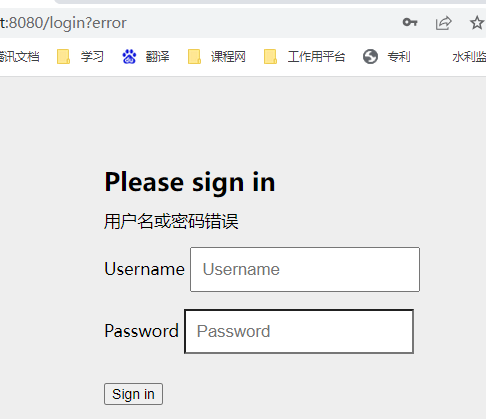 t:8080/login?error
腾讯文档 学习 翻译 课程网 工作用平台 专利 水利监
Please sign in
用户名或密码错误
Username Username
Password Password
Sign in